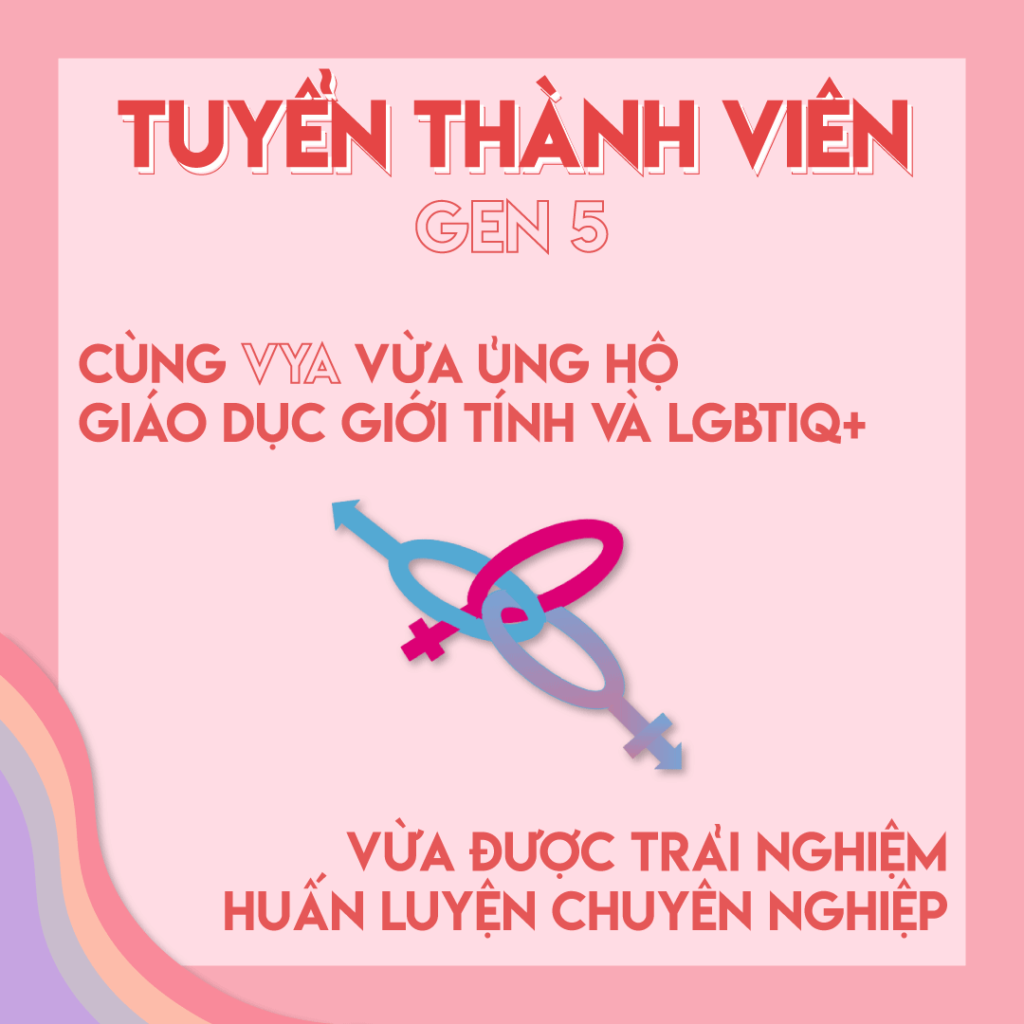 TUYỂN THÀNH VIÊN
GEN 5
CÙNG VYA VỪA ỦNG HỘ
GIÁO DỤC GIỚI TÍNH VÀ LGBTIQ+
VỪA ĐƯỢC TRẢI NGHIỆM
HUẤN LUYỆN CHUYÊN NGHIỆP